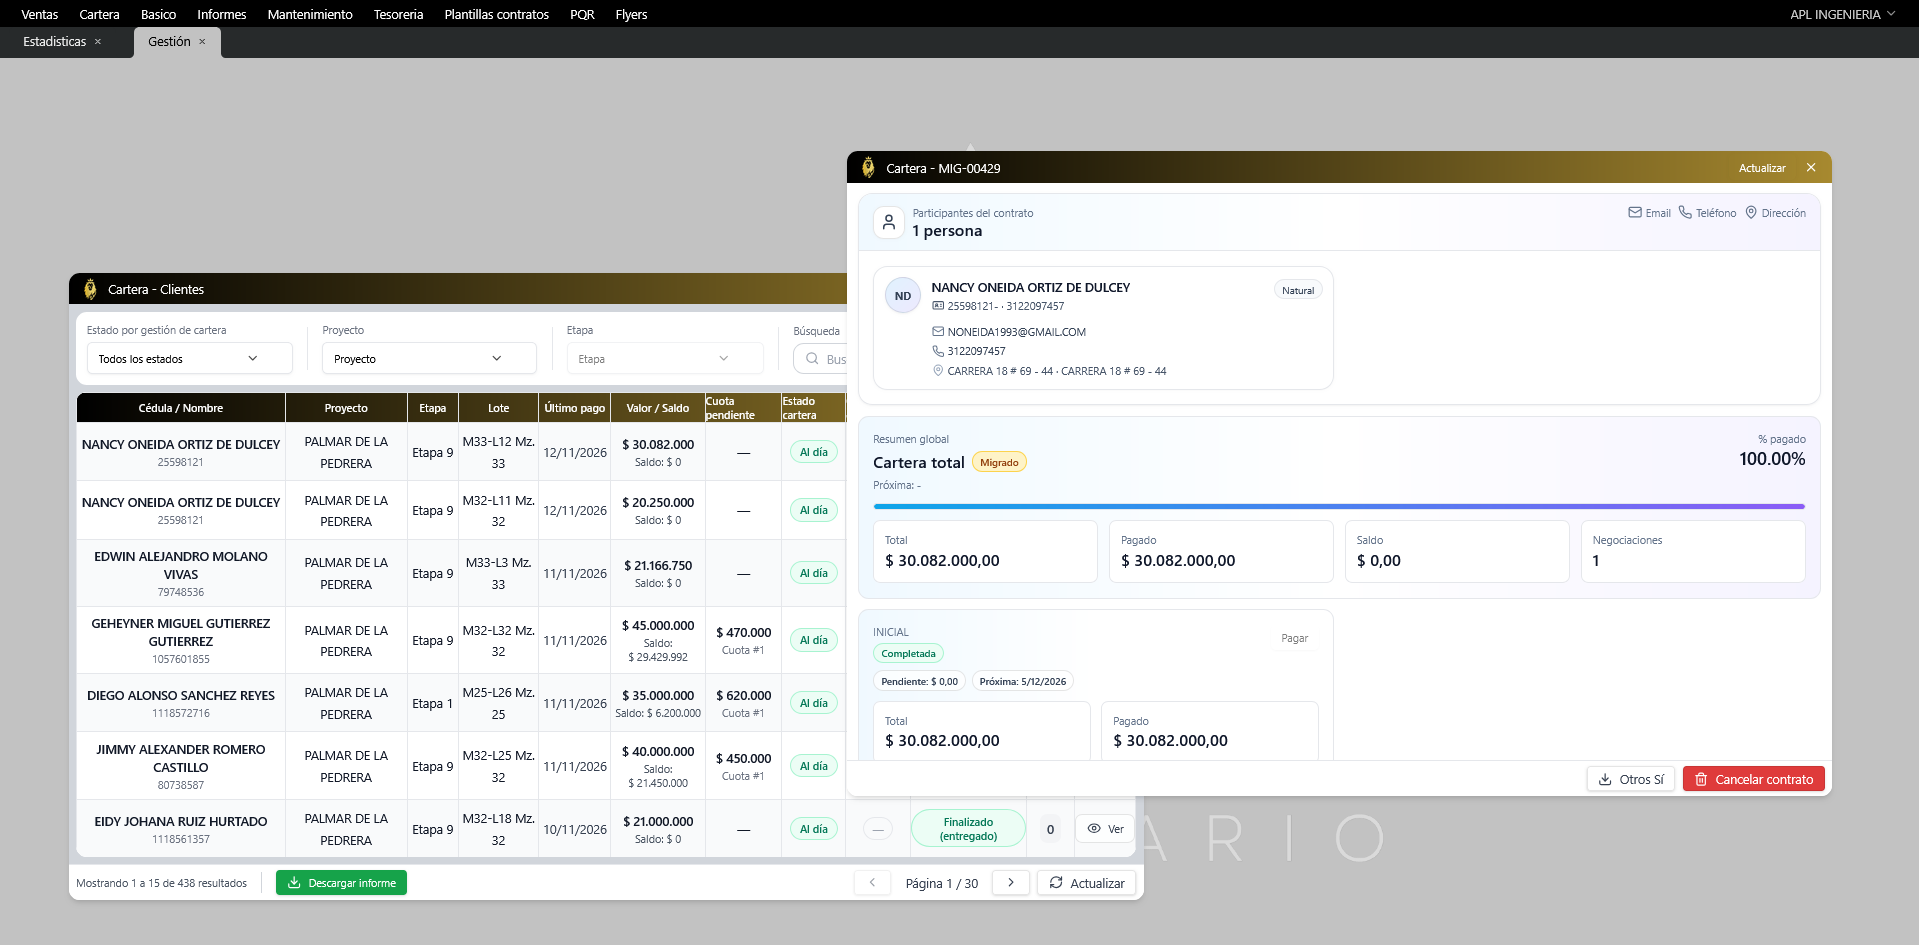 Ventas Cartera Basico Informes Mantenimiento Tesoreria Plantillas contratos PQR Flyers APL INGENIERIA
Estadisticas × Gestión ×
Cartera - MIG-00429 Actualizar ×
Participantes del contrato
1 persona
Email Teléfono Dirección
ND NANCY ONEIDA ORTIZ DE DULCEY Natural
25598121- · 3122097457
NONEIDA1993@GMAIL.COM
3122097457
CARRERA 18 # 69 - 44 · CARRERA 18 # 69 - 44
Resumen global % pagado
Cartera total Migrado 100.00%
Próxima: -
Total Pagado Saldo Negociaciones
$ 30.082.000,00 $ 30.082.000,00 $ 0,00 1
INICIAL Pagar
Completada
Pendiente: $ 0,00 Próxima: 5/12/2026
Total Pagado
$ 30.082.000,00 $ 30.082.000,00
Otros Sí Cancelar contrato
Cartera - Clientes
Estado por gestión de cartera Proyecto Etapa Búsqueda
Todos los estados Proyecto Etapa Bus
Cédula / Nombre Proyecto Etapa Lote Último pago Valor / Saldo Cuota pendiente Estado cartera
NANCY ONEIDA ORTIZ DE DULCEY
25598121
PALMAR DE LA
PEDRERA
Etapa 9
M33-L12 Mz.
33
12/11/2026
$ 30.082.000
Saldo: $ 0
—
Al día
NANCY ONEIDA ORTIZ DE DULCEY
25598121
PALMAR DE LA
PEDRERA
Etapa 9
M32-L11 Mz.
32
12/11/2026
$ 20.250.000
Saldo: $ 0
—
Al día
EDWIN ALEJANDRO MOLANO
VIVAS
79748536
PALMAR DE LA
PEDRERA
Etapa 9
M33-L3 Mz.
33
11/11/2026
$ 21.166.750
Saldo: $ 0
—
Al día
GEHEYNER MIGUEL GUTIERREZ
GUTIERREZ
1057601855
PALMAR DE LA
PEDRERA
Etapa 9
M32-L32 Mz.
32
11/11/2026
$ 45.000.000
Saldo:
$ 29.429.992
$ 470.000
Cuota #1
Al día
DIEGO ALONSO SANCHEZ REYES
1118572716
PALMAR DE LA
PEDRERA
Etapa 1
M25-L26 Mz.
25
11/11/2026
$ 35.000.000
Saldo: $ 6.200.000
$ 620.000
Cuota #1
Al día
JIMMY ALEXANDER ROMERO
CASTILLO
80738587
PALMAR DE LA
PEDRERA
Etapa 9
M32-L25 Mz.
32
11/11/2026
$ 40.000.000
Saldo:
$ 21.450.000
$ 450.000
Cuota #1
Al día
EIDY JOHANA RUIZ HURTADO
1118561357
PALMAR DE LA
PEDRERA
Etapa 9
M32-L18 Mz.
32
10/11/2026
$ 21.000.000
Saldo: $ 0
—
Al día
—
Finalizado
(entregado)
0
Ver
ARIO
Mostrando 1 a 15 de 438 resultados Descargar informe Página 1 / 30 Actualizar